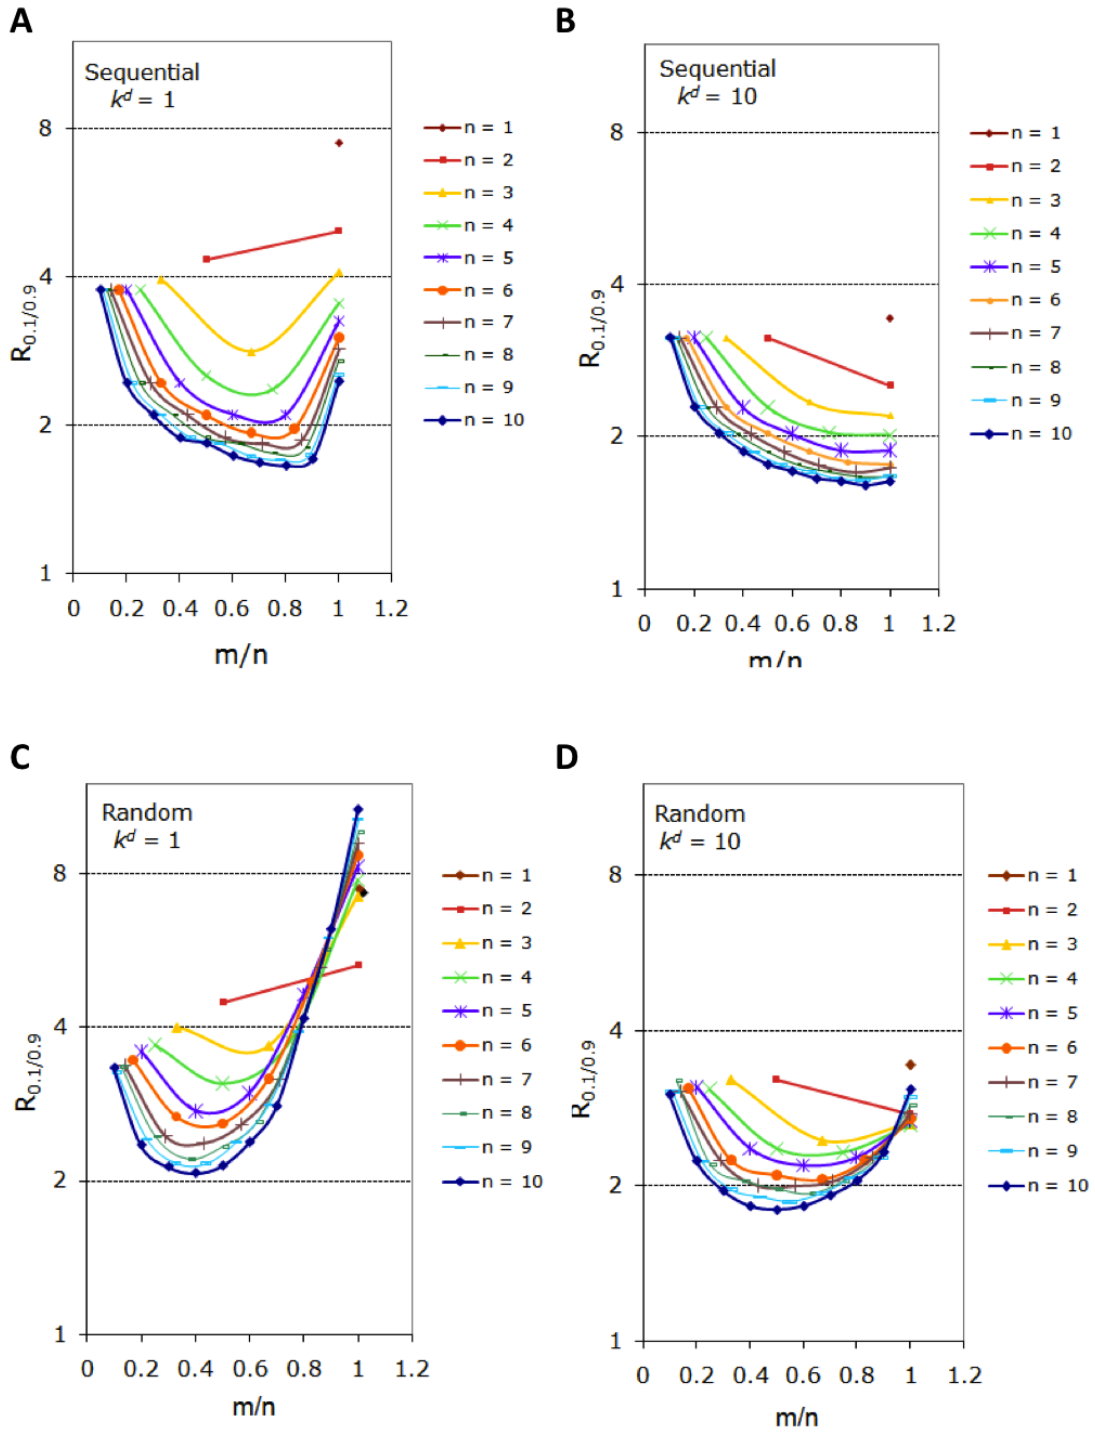 A
Sequential
k^d = 1
8
4
2
1
R0.1/0.9
0 0.2 0.4 0.6 0.8 1 1.2
m/n
n = 1
n = 2
n = 3
n = 4
n = 5
n = 6
n = 7
n = 8
n = 9
n = 10
B
Sequential
k^d = 10
8
4
2
1
R0.1/0.9
0 0.2 0.4 0.6 0.8 1 1.2
m/n
n = 1
n = 2
n = 3
n = 4
n = 5
n = 6
n = 7
n = 8
n = 9
n = 10
C
Random
k^d = 1
8
4
2
1
R0.1/0.9
0 0.2 0.4 0.6 0.8 1 1.2
m/n
n = 1
n = 2
n = 3
n = 4
n = 5
n = 6
n = 7
n = 8
n = 9
n = 10
D
Random
k^d = 10
8
4
2
1
R0.1/0.9
0 0.2 0.4 0.6 0.8 1 1.2
m/n
n = 1
n = 2
n = 3
n = 4
n = 5
n = 6
n = 7
n = 8
n = 9
n = 10